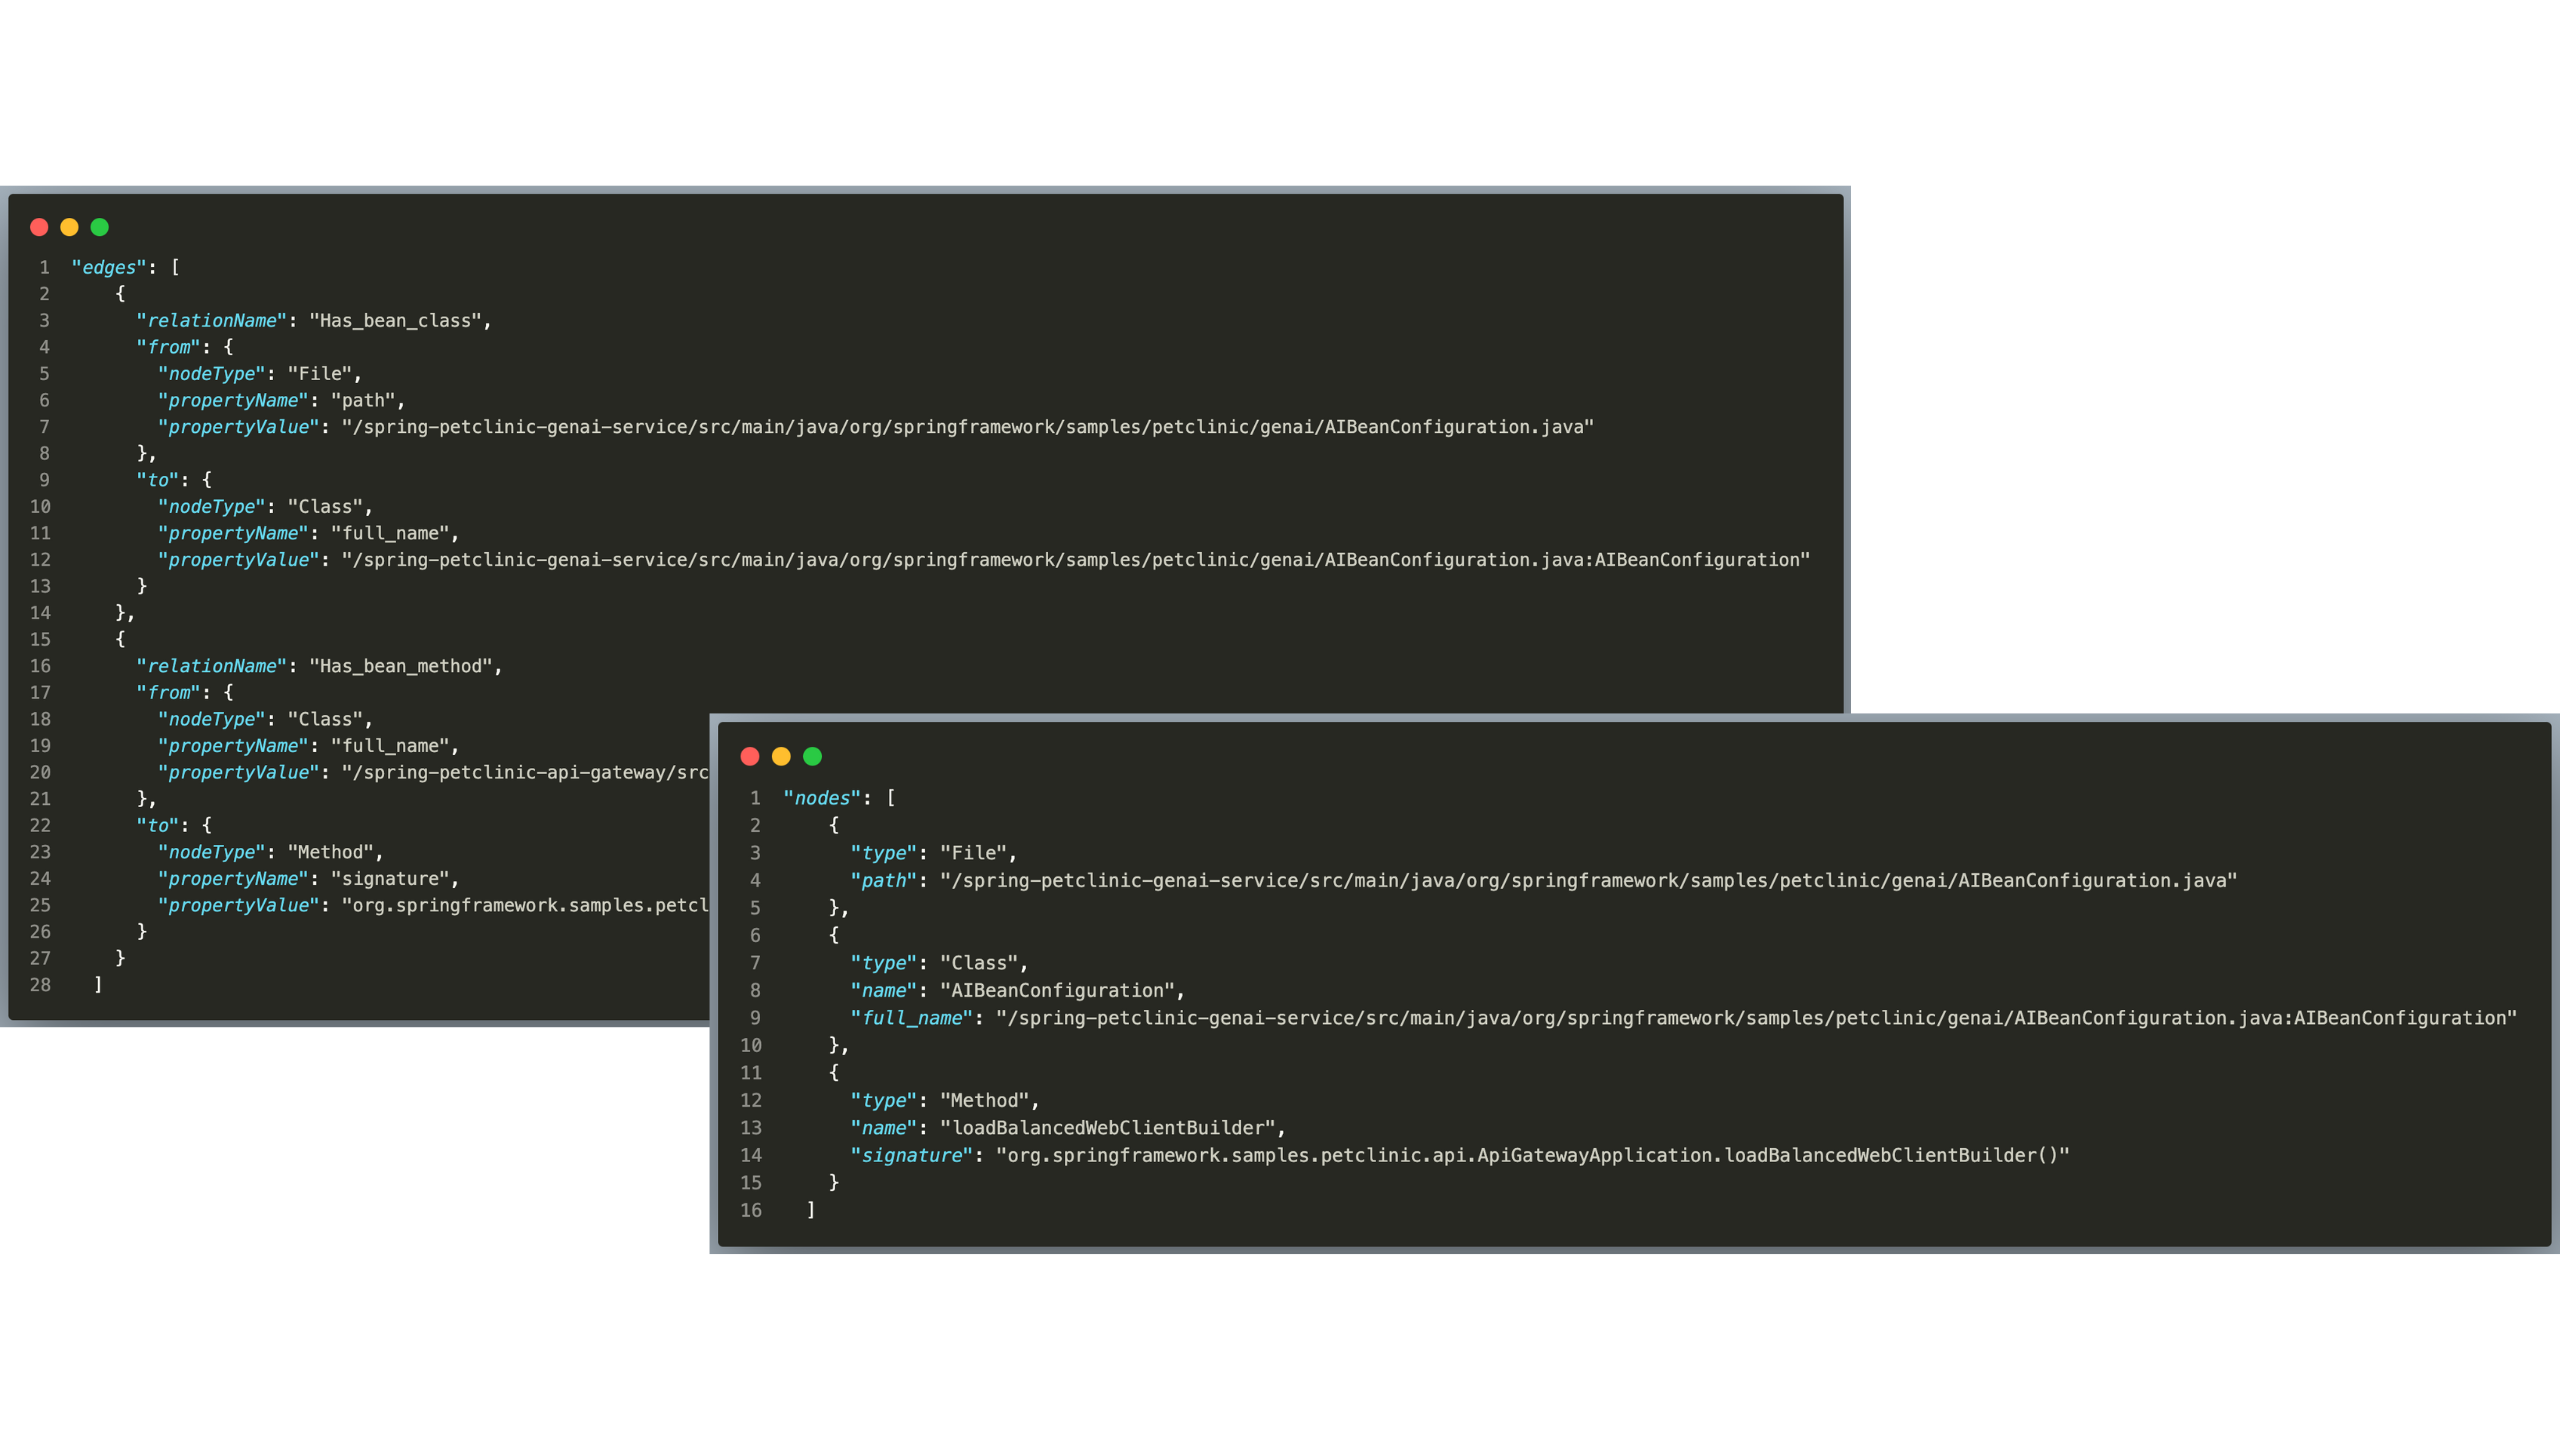 1 "edges": [
2 {
3 "relationName": "Has_bean_class",
4 "from": {
5 "nodeType": "File",
6 "propertyName": "path",
7 "propertyValue": "/spring-petclinic-genai-service/src/main/java/org/springframework/samples/petclinic/genai/AIBeanConfiguration.java"
8 },
9 "to": {
10 "nodeType": "Class",
11 "propertyName": "full_name",
12 "propertyValue": "/spring-petclinic-genai-service/src/main/java/org/springframework/samples/petclinic/genai/AIBeanConfiguration.java:AIBeanConfiguration"
13 }
14 },
15 {
16 "relationName": "Has_bean_method",
17 "from": {
18 "nodeType": "Class",
19 "propertyName": "full_name",
20 "propertyValue": "/spring-petclinic-api-gateway/src
21 },
22 "to": {
23 "nodeType": "Method",
24 "propertyName": "signature",
25 "propertyValue": "org.springframework.samples.petcl
26 }
27 }
28 ]
1 "nodes": [
2 {
3 "type": "File",
4 "path": "/spring-petclinic-genai-service/src/main/java/org/springframework/samples/petclinic/genai/AIBeanConfiguration.java"
5 },
6 {
7 "type": "Class",
8 "name": "AIBeanConfiguration",
9 "full_name": "/spring-petclinic-genai-service/src/main/java/org/springframework/samples/petclinic/genai/AIBeanConfiguration.java:AIBeanConfiguration"
10 },
11 {
12 "type": "Method",
13 "name": "loadBalancedWebClientBuilder",
14 "signature": "org.springframework.samples.petclinic.api.ApiGatewayApplication.loadBalancedWebClientBuilder()"
15 }
16 ]